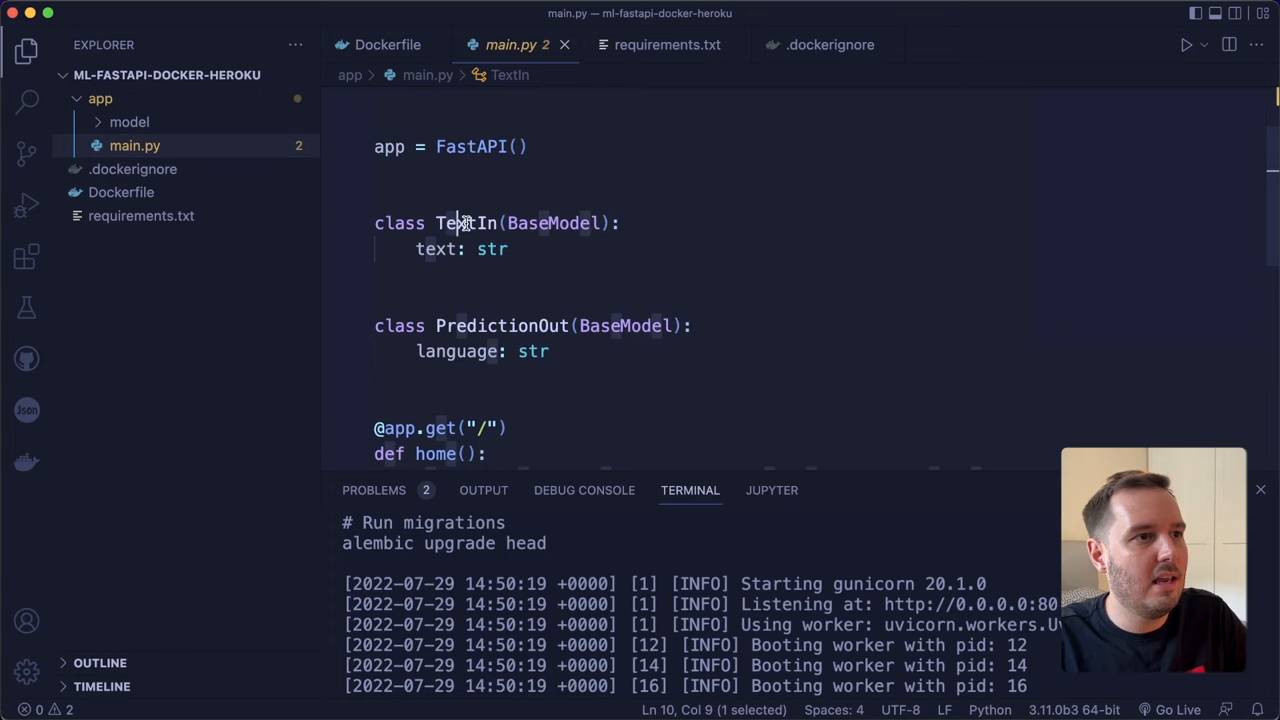 main.py — ml-fastapi-docker-heroku
EXPLORER
Dockerfile
main.py 2
requirements.txt
.dockerignore
app > main.py > TextIn
ML-FASTAPI-DOCKER-HEROKU
app
model
main.py 2
.dockerignore
Dockerfile
requirements.txt
Json
app = FastAPI()
class TextIn(BaseModel):
text: str
class PredictionOut(BaseModel):
language: str
@app.get("/")
def home():
PROBLEMS 2 OUTPUT DEBUG CONSOLE TERMINAL JUPYTER
# Run migrations
alembic upgrade head
[2022-07-29 14:50:19 +0000] [1] [INFO] Starting gunicorn 20.1.0
[2022-07-29 14:50:19 +0000] [1] [INFO] Listening at: http://0.0.0.0:80
[2022-07-29 14:50:19 +0000] [1] [INFO] Using worker: uvicorn.workers.Uv
[2022-07-29 14:50:19 +0000] [12] [INFO] Booting worker with pid: 12
[2022-07-29 14:50:19 +0000] [14] [INFO] Booting worker with pid: 14
[2022-07-29 14:50:19 +0000] [16] [INFO] Booting worker with pid: 16
OUTLINE
TIMELINE
0 2
Ln 10, Col 9 (1 selected) Spaces: 4 UTF-8 LF Python 3.11.0b3 64-bit Go Live